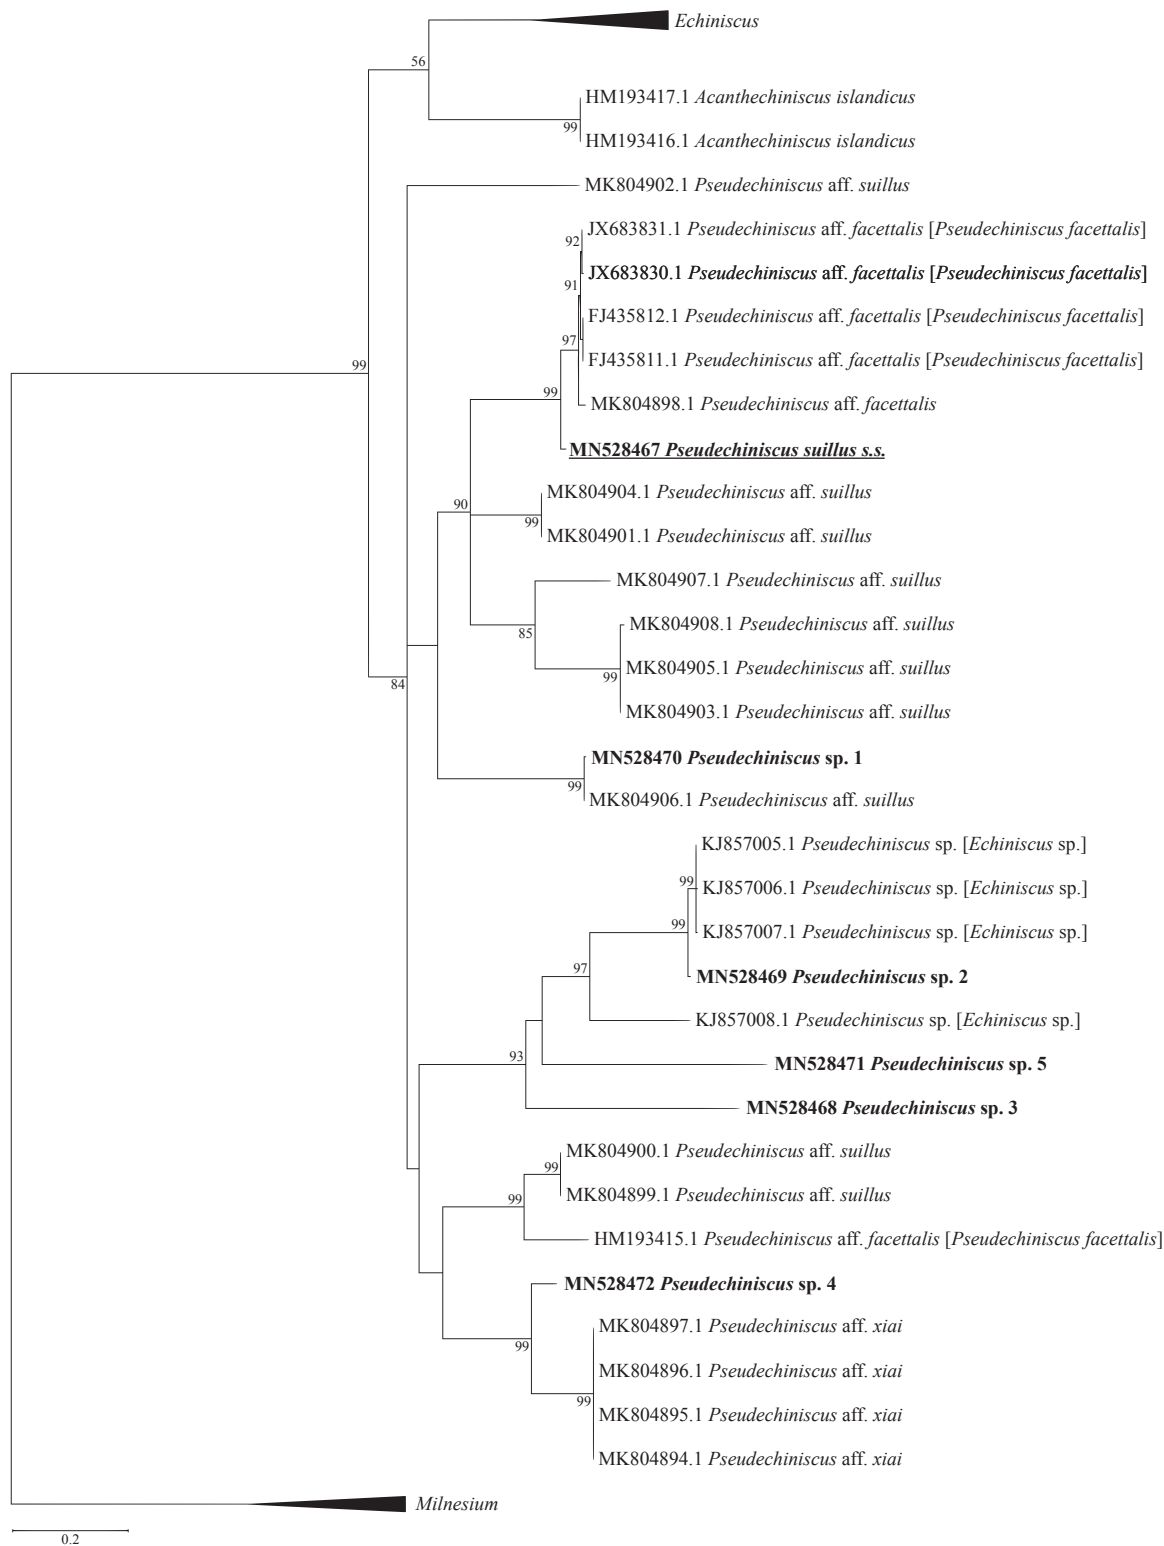 Echiniscus
56
HM193417.1 Acanthechiniscus islandicus
99
HM193416.1 Acanthechiniscus islandicus
MK804902.1 Pseudechiniscus aff. suillus
JX683831.1 Pseudechiniscus aff. facettalis [Pseudechiniscus facettalis]
92
JX683830.1 Pseudechiniscus aff. facettalis [Pseudechiniscus facettalis]
91
FJ435812.1 Pseudechiniscus aff. facettalis [Pseudechiniscus facettalis]
97
FJ435811.1 Pseudechiniscus aff. facettalis [Pseudechiniscus facettalis]
99
99
MK804898.1 Pseudechiniscus aff. facettalis
MN528467 Pseudechiniscus suillus s.s.
MK804904.1 Pseudechiniscus aff. suillus
90
99
MK804901.1 Pseudechiniscus aff. suillus
MK804907.1 Pseudechiniscus aff. suillus
MK804908.1 Pseudechiniscus aff. suillus
85
MK804905.1 Pseudechiniscus aff. suillus
99
84
MK804903.1 Pseudechiniscus aff. suillus
MN528470 Pseudechiniscus sp. 1
99
MK804906.1 Pseudechiniscus aff. suillus
KJ857005.1 Pseudechiniscus sp. [Echiniscus sp.]
99
KJ857006.1 Pseudechiniscus sp. [Echiniscus sp.]
99
KJ857007.1 Pseudechiniscus sp. [Echiniscus sp.]
97
MN528469 Pseudechiniscus sp. 2
KJ857008.1 Pseudechiniscus sp. [Echiniscus sp.]
93
MN528471 Pseudechiniscus sp. 5
MN528468 Pseudechiniscus sp. 3
MK804900.1 Pseudechiniscus aff. suillus
99
99
MK804899.1 Pseudechiniscus aff. suillus
HM193415.1 Pseudechiniscus aff. facettalis [Pseudechiniscus facettalis]
MN528472 Pseudechiniscus sp. 4
MK804897.1 Pseudechiniscus aff. xiai
99
MK804896.1 Pseudechiniscus aff. xiai
99
MK804895.1 Pseudechiniscus aff. xiai
MK804894.1 Pseudechiniscus aff. xiai
Milnesium
0.2